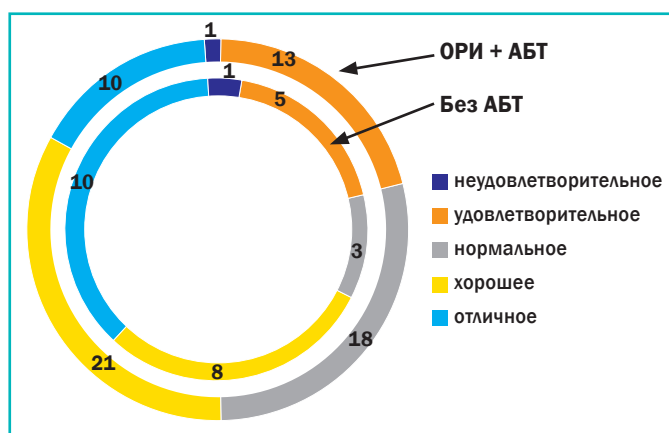 1
13
ОРИ + АБТ
10
1
5
Без АБТ
10
неудовлетворительное
удовлетворительное
нормальное
3
хорошее
отличное
18
21
8